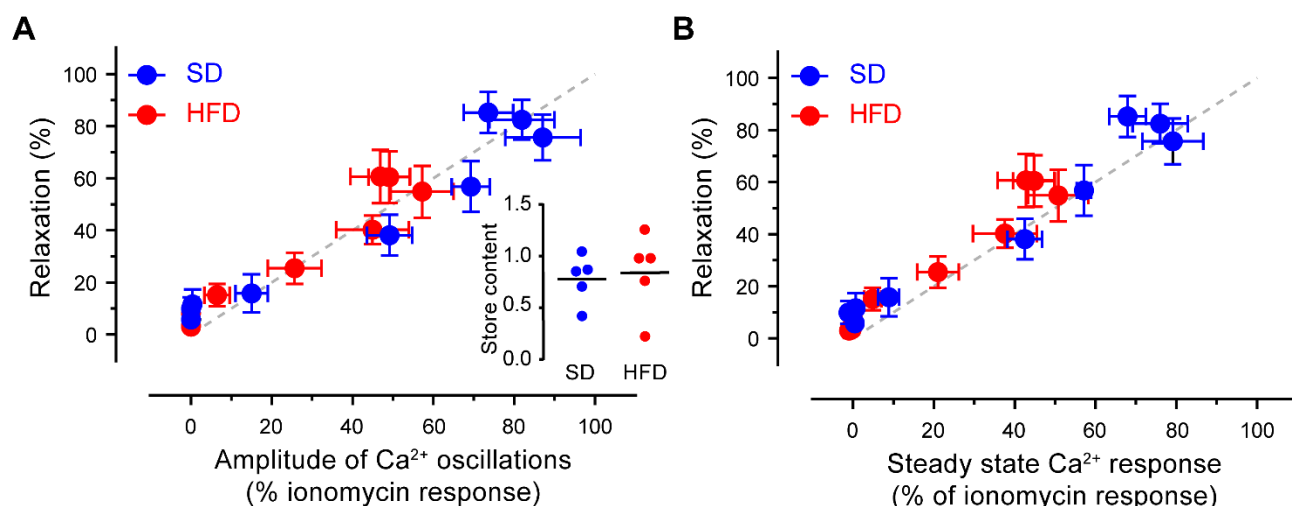 A
SD
HFD
Relaxation (%)
100
80
60
40
20
0
Store content
1.5
1.0
0.5
0.0
SD HFD
0 20 40 60 80 100
Amplitude of Ca²⁺ oscillations
(% ionomycin response)
B
SD
HFD
Relaxation (%)
100
80
60
40
20
0
0 20 40 60 80 100
Steady state Ca²⁺ response
(% of ionomycin response)